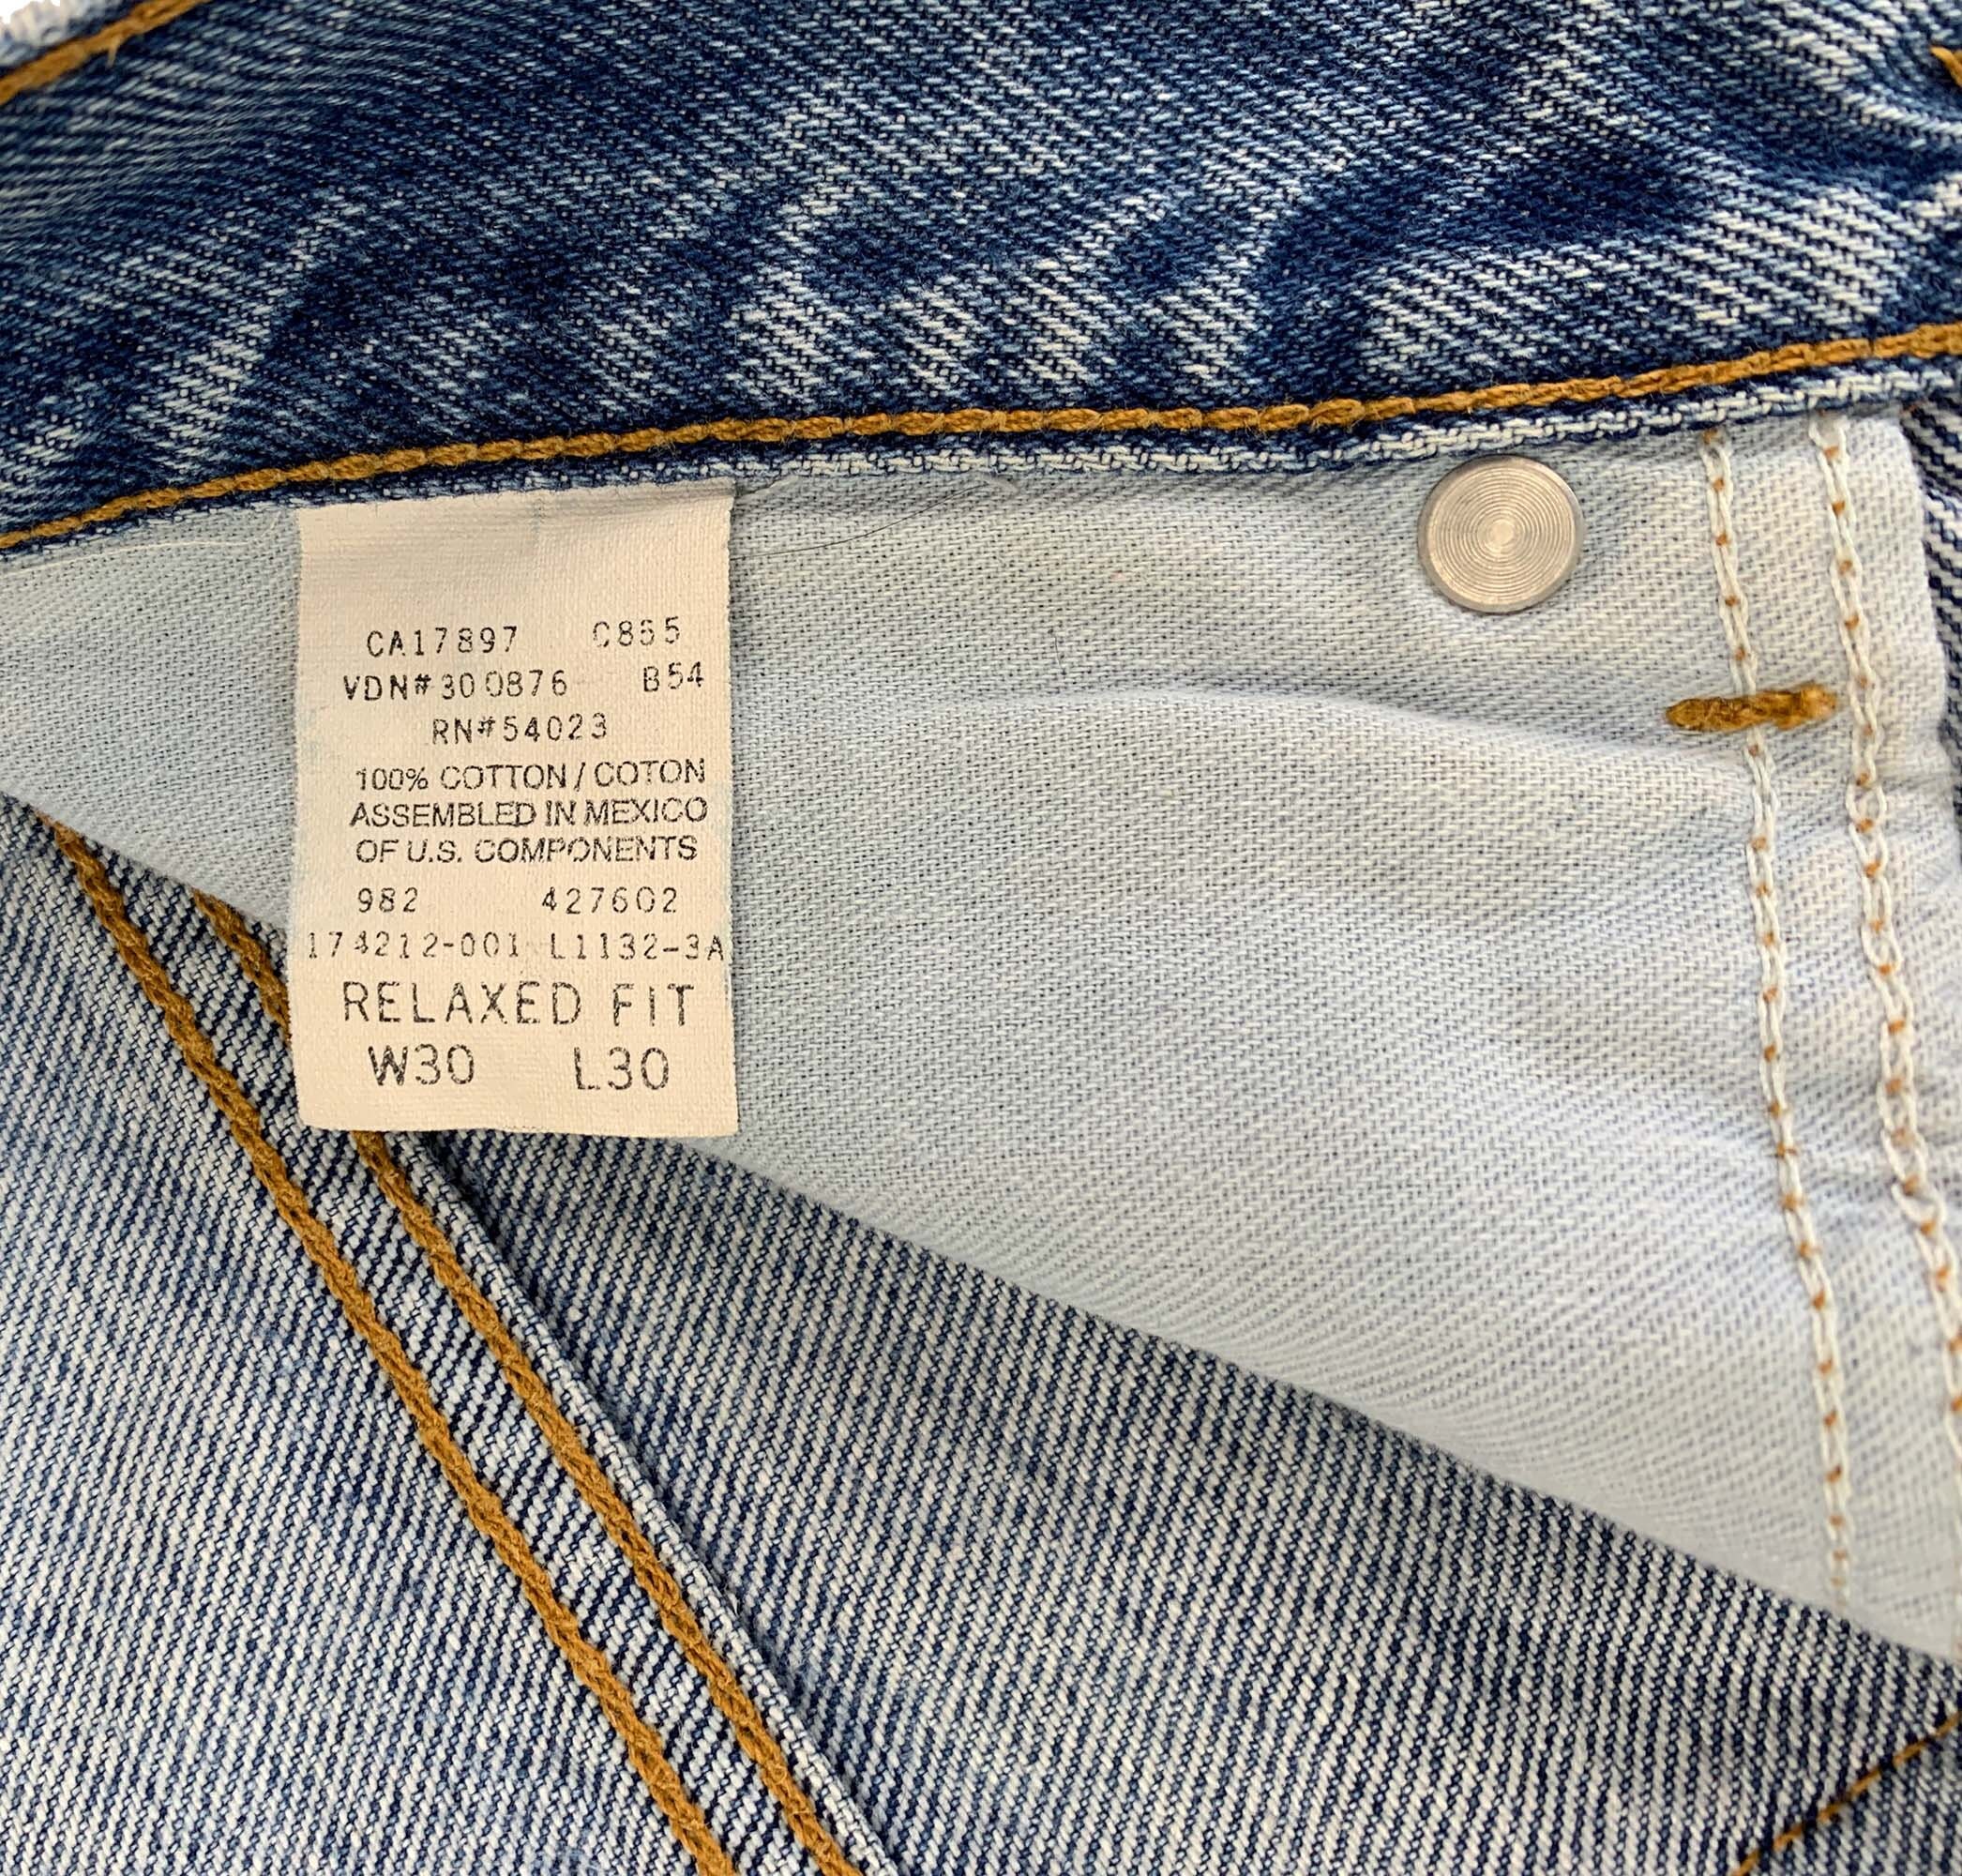 CA17897 C855
VDN#300876 B54
RN#54023
100% COTTON / COTON
ASSEMBLED IN MEXICO
OF U.S. COMPONENTS
982 427602
174212-001 L1132-3A
RELAXED FIT
W30 L30